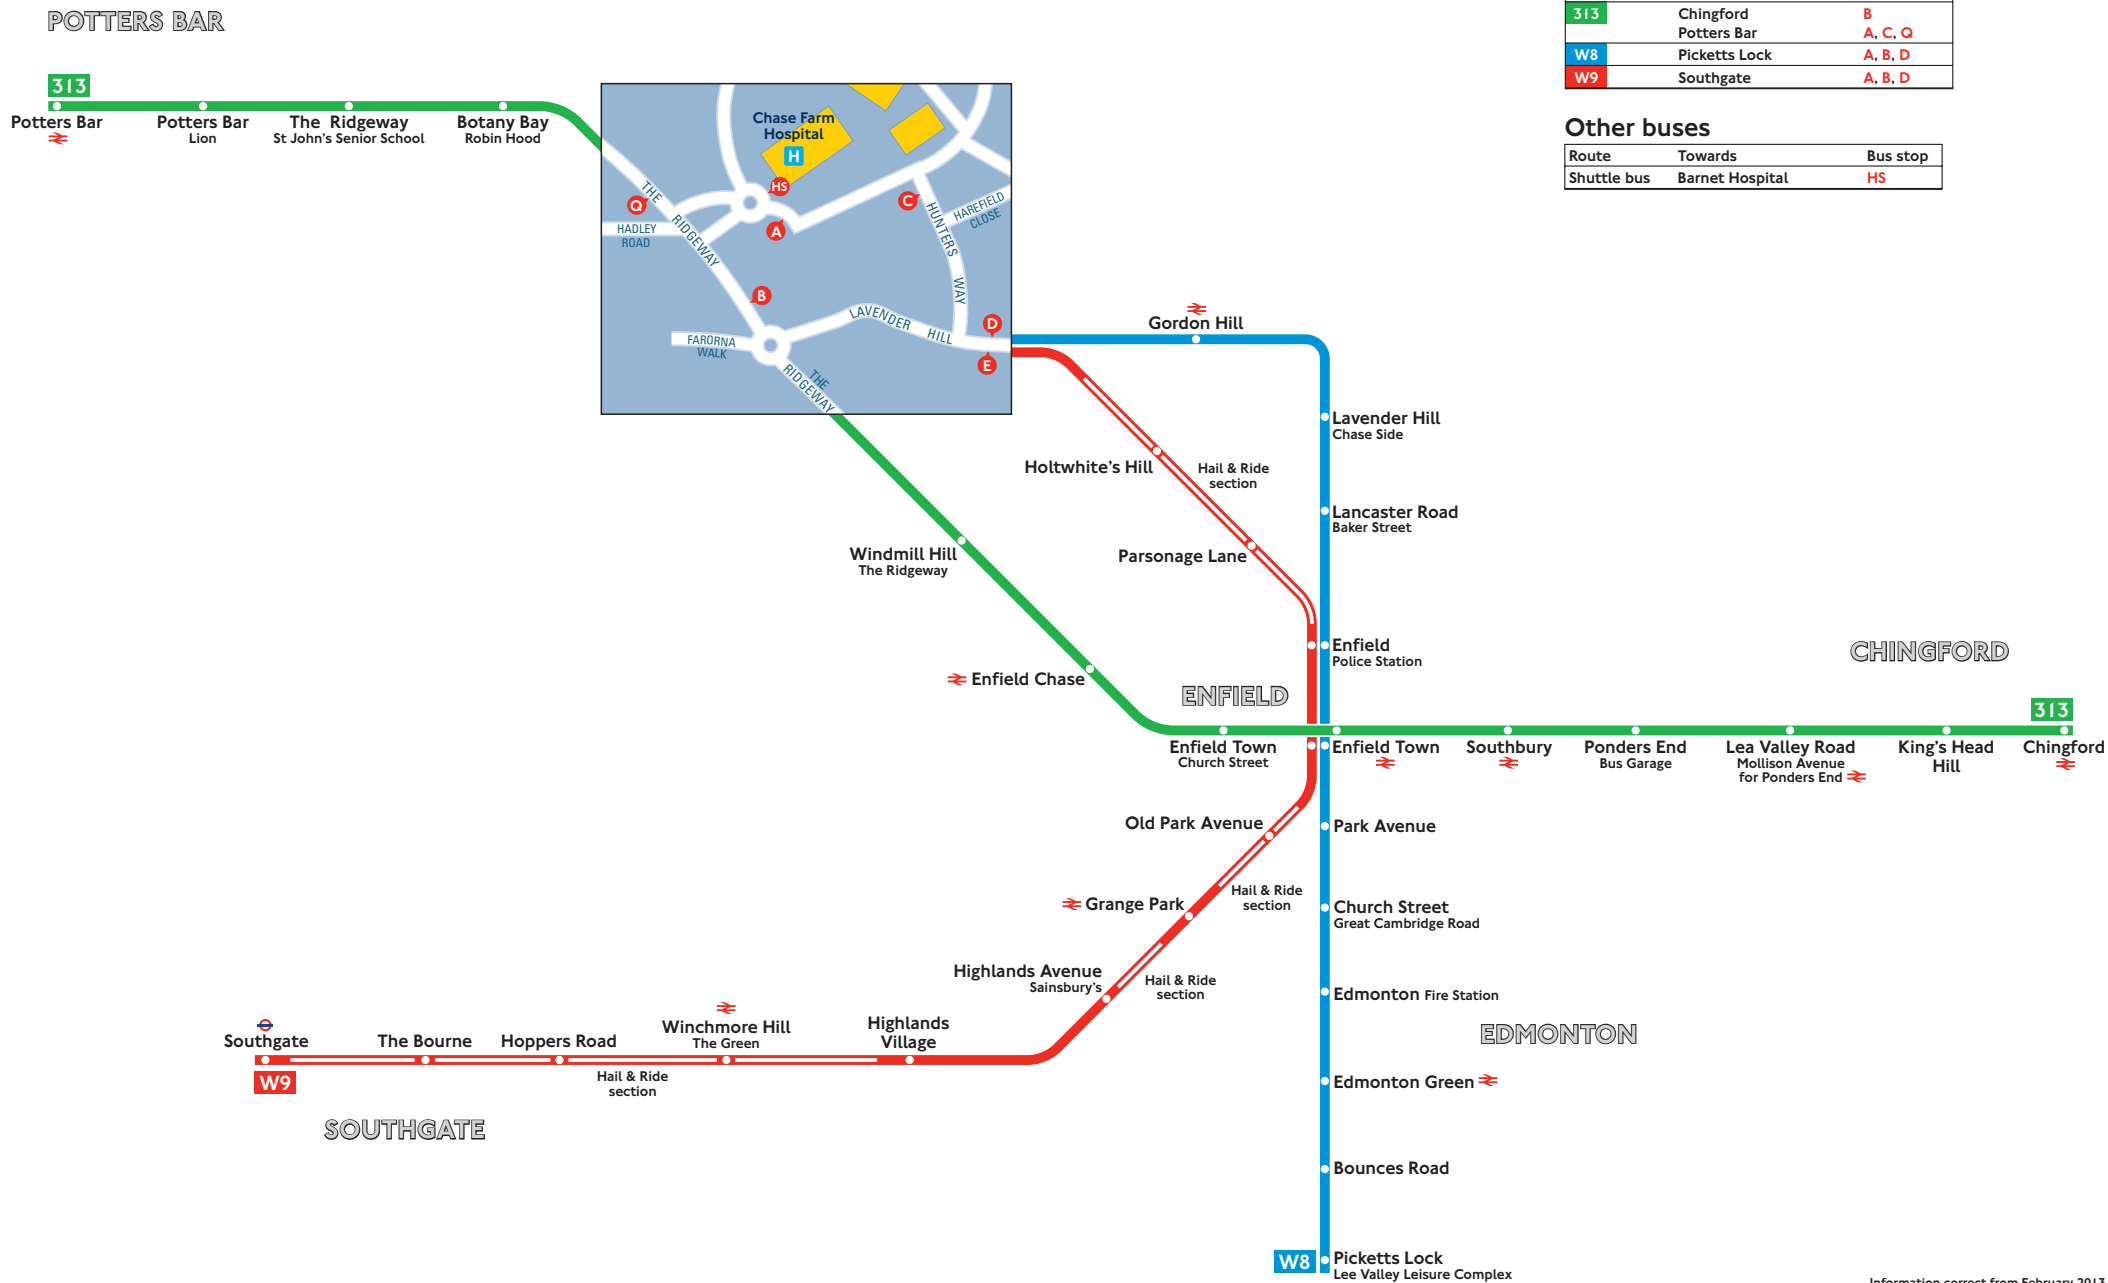 POTTERS BAR
313
Potters Bar
Potters Bar
Lion
The Ridgeway
St John's Senior School
Botany Bay
Robin Hood
Chase Farm
Hospital
H
HS
Q
A
C
B
D
E
THE
RIDGEWAY
HADLEY
ROAD
HUNTERS
WAY
HAREFIELD
CLOSE
LAVENDER
HILL
FARORNA
WALK
THE
RIDGEWAY
313 Chingford B
Potters Bar A, C, Q
W8 Picketts Lock A, B, D
W9 Southgate A, B, D
Other buses
Route Towards Bus stop
Shuttle bus Barnet Hospital HS
Gordon Hill
Lavender Hill
Chase Side
Holtwhite's Hill
Hail & Ride
section
Lancaster Road
Baker Street
Windmill Hill
The Ridgeway
Parsonage Lane
Enfield
Police Station
CHINGFORD
Enfield Chase
ENFIELD
313
Enfield Town
Church Street
Enfield Town
Southbury
Ponders End
Bus Garage
Lea Valley Road
Mollison Avenue
for Ponders End
King's Head
Hill
Chingford
Old Park Avenue
Park Avenue
Hail & Ride
section
Grange Park
Church Street
Great Cambridge Road
Highlands Avenue
Sainsbury's
Hail & Ride
section
Edmonton Fire Station
EDMONTON
Southgate
The Bourne
Hoppers Road
Winchmore Hill
The Green
Highlands
Village
W9
Hail & Ride
section
Edmonton Green
SOUTHGATE
Bounces Road
W8
Picketts Lock
Lee Valley Leisure Complex
Information correct from February 2013